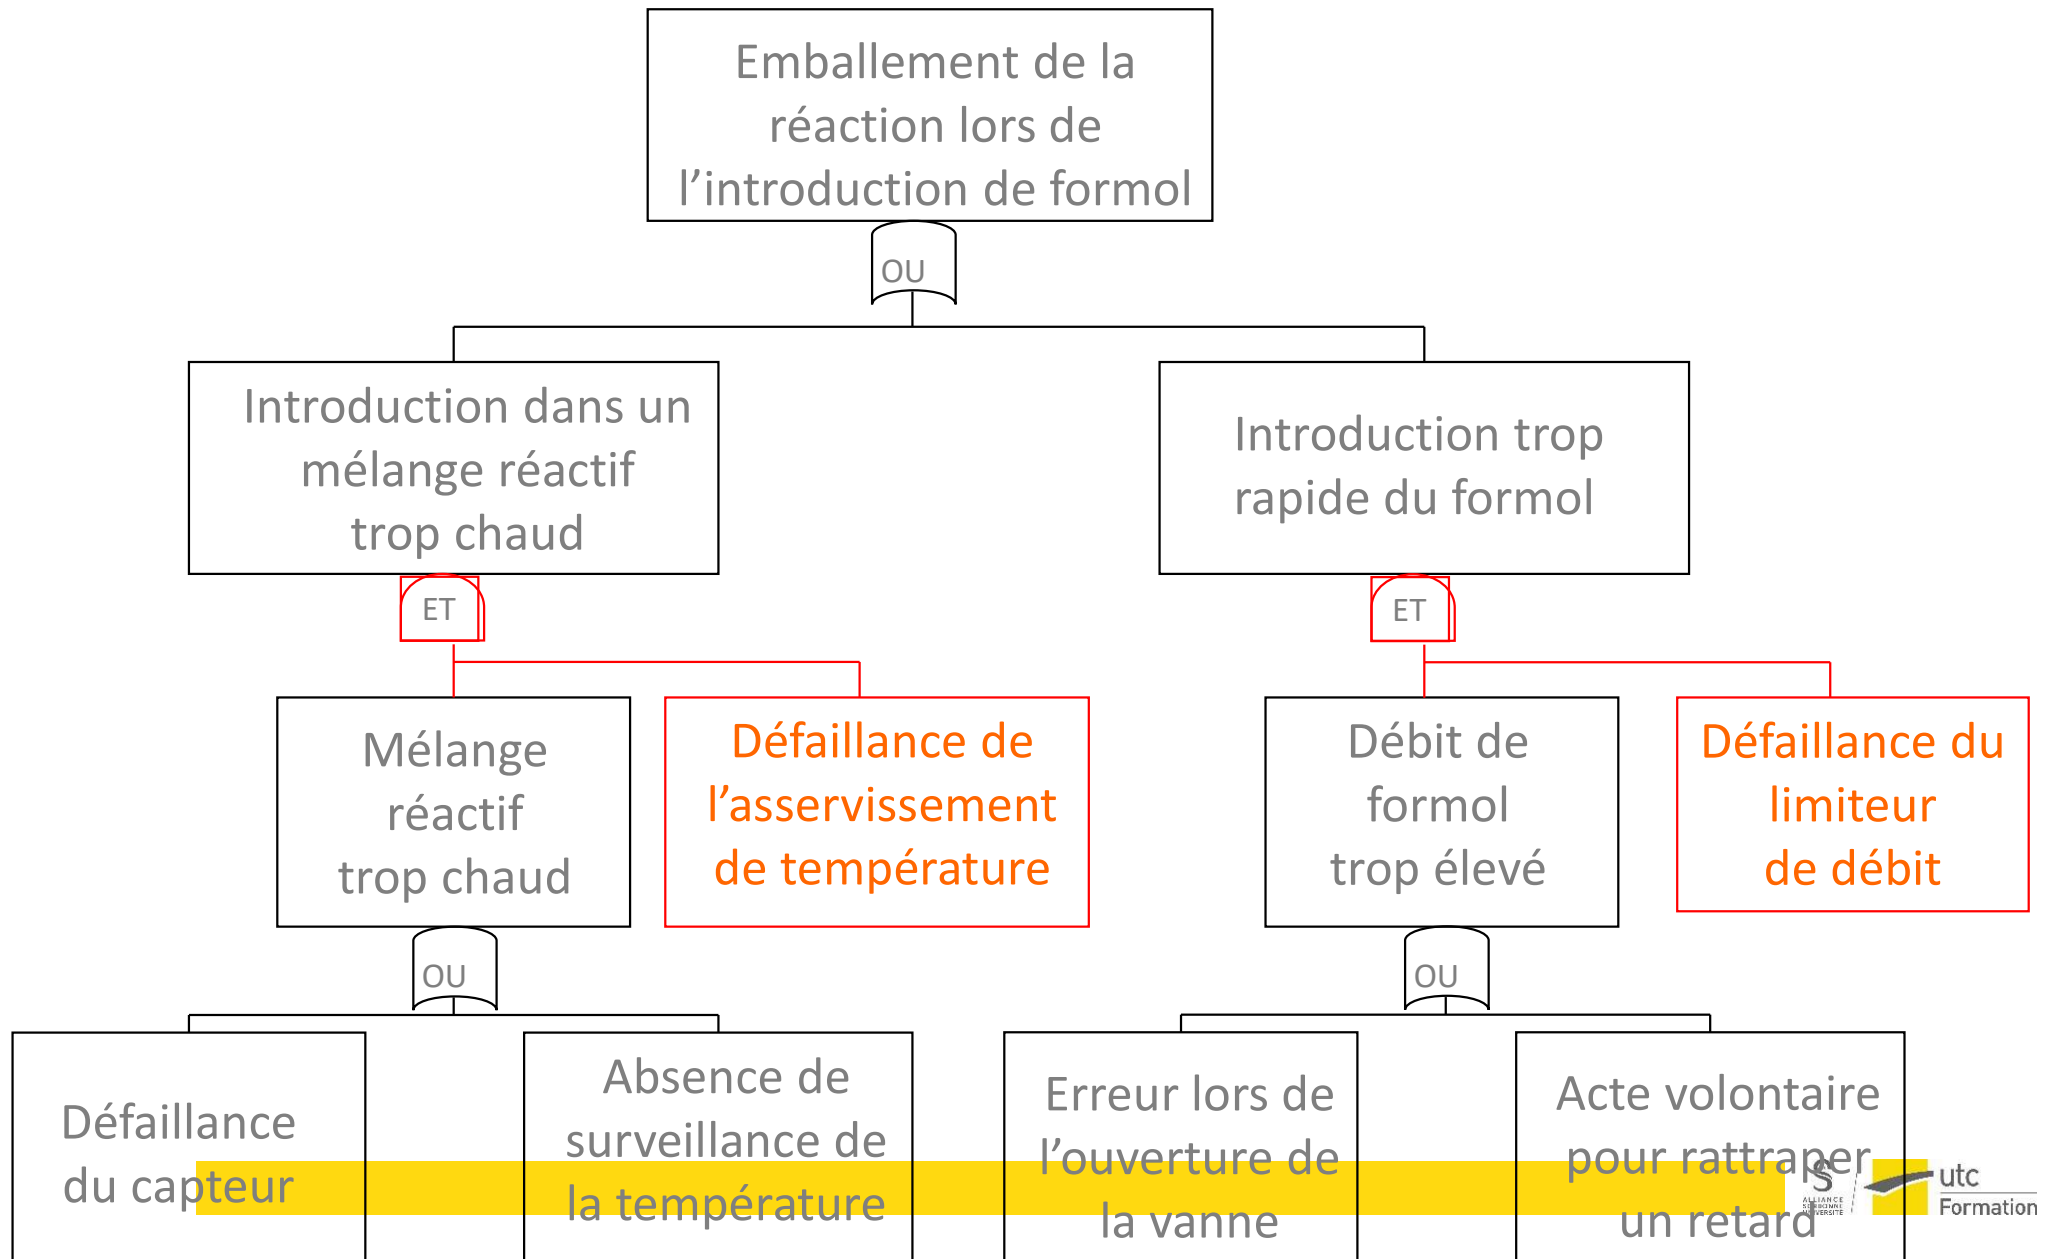 Emballement de la
réaction lors de
l’introduction de formol
OU
Introduction dans un
mélange réactif
trop chaud
Introduction trop
rapide du formol
ET
ET
Mélange
réactif
trop chaud
Défaillance de
l’asservissement
de température
Débit de
formol
trop élevé
Défaillance du
limiteur
de débit
OU
OU
Défaillance
du capteur
Absence de
surveillance de
la température
Erreur lors de
l’ouverture de
la vanne
Acte volontaire
pour rattraper
un retard
ALLIANCE
SORBONNE
UNIVERSITÉ
utc
Formation